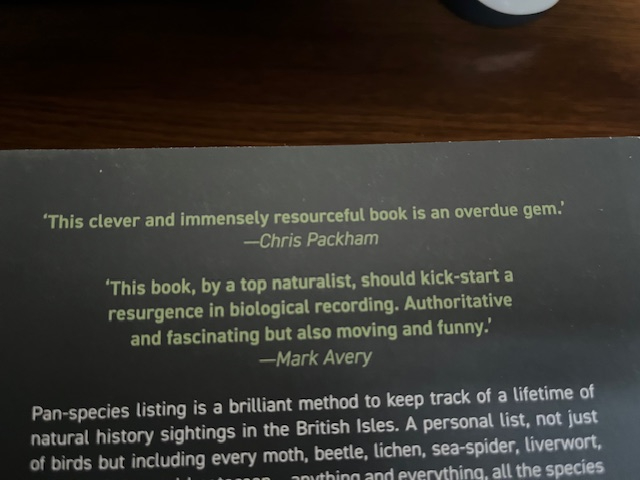 ‘This clever and immensely resourceful book is an overdue gem.’
—Chris Packham
‘This book, by a top naturalist, should kick-start a
resurgence in biological recording. Authoritative
and fascinating but also moving and funny.’
—Mark Avery
Pan-species listing is a brilliant method to keep track of a lifetime of
natural history sightings in the British Isles. A personal list, not just
of birds but including every moth, beetle, lichen, sea-spider, liverwort,
anything and everything, all the species